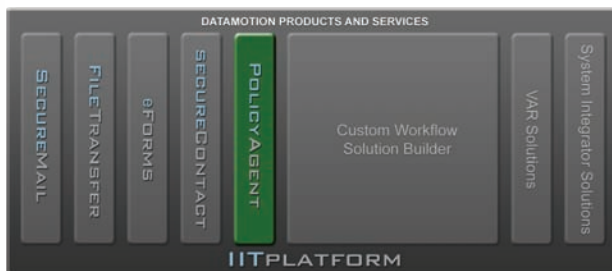 DATAMOTION PRODUCTS AND SERVICES
SECUREMAIL
FILETRANSFER
eFORMS
SECURECONTACT
POLICYAGENT
Custom Workflow
Solution Builder
VAR Solutions
System Integrator Solutions
IITPLATFORM